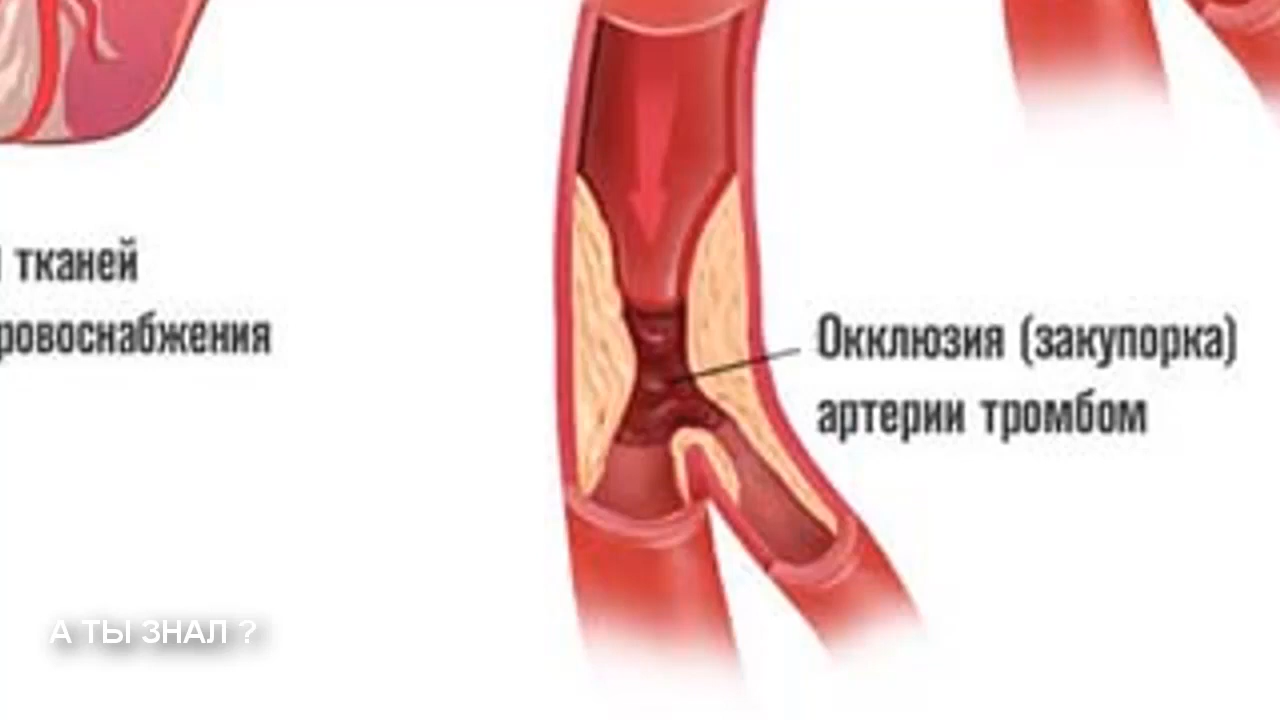 тканей
ровоснабжения
Окклюзия (закупорка)
артерии тромбом
А ТЫ ЗНАЛ ?